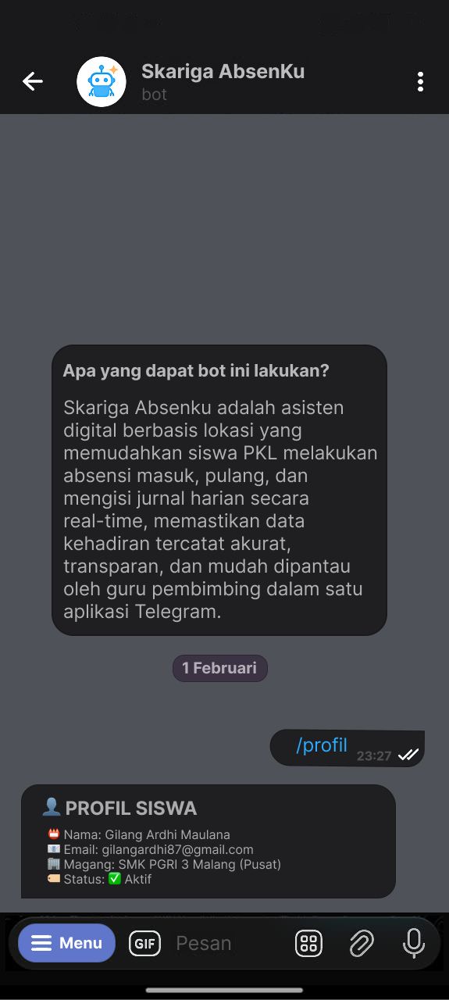 Skariga AbsenKu
bot
Apa yang dapat bot ini lakukan?
Skariga Absenku adalah asisten
digital berbasis lokasi yang
memudahkan siswa PKL melakukan
absensi masuk, pulang, dan
mengisi jurnal harian secara
real-time, memastikan data
kehadiran tercatat akurat,
transparan, dan mudah dipantau
oleh guru pembimbing dalam satu
aplikasi Telegram.
1 Februari
/profil 23:27
👤 PROFIL SISWA
📛 Nama: Gilang Ardhi Maulana
📧 Email: gilangardhi87@gmail.com
🏢 Magang: SMK PGRI 3 Malang (Pusat)
🏷️ Status: ✅ Aktif
Menu GIF Pesan